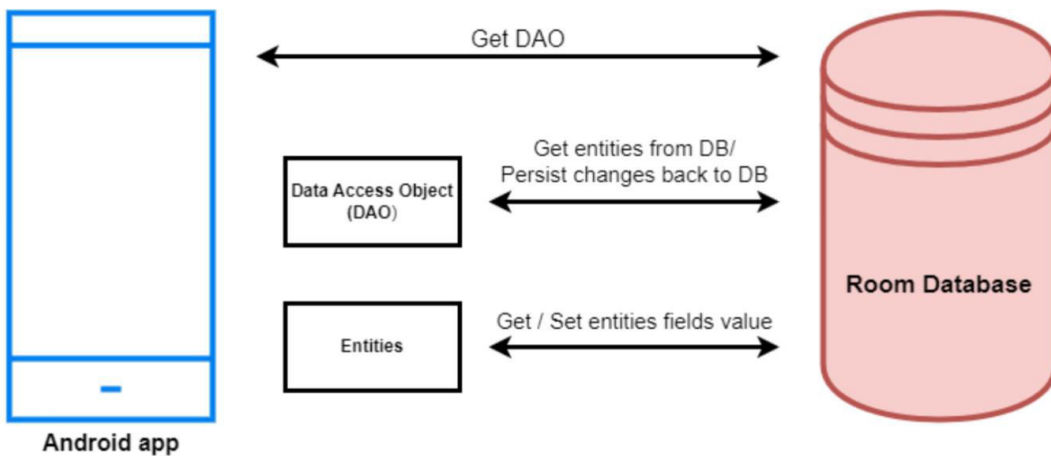 Get DAO
Get entities from DB/
Persist changes back to DB
Data Access Object
(DAO)
Room Database
Get / Set entities fields value
Entities
Android app